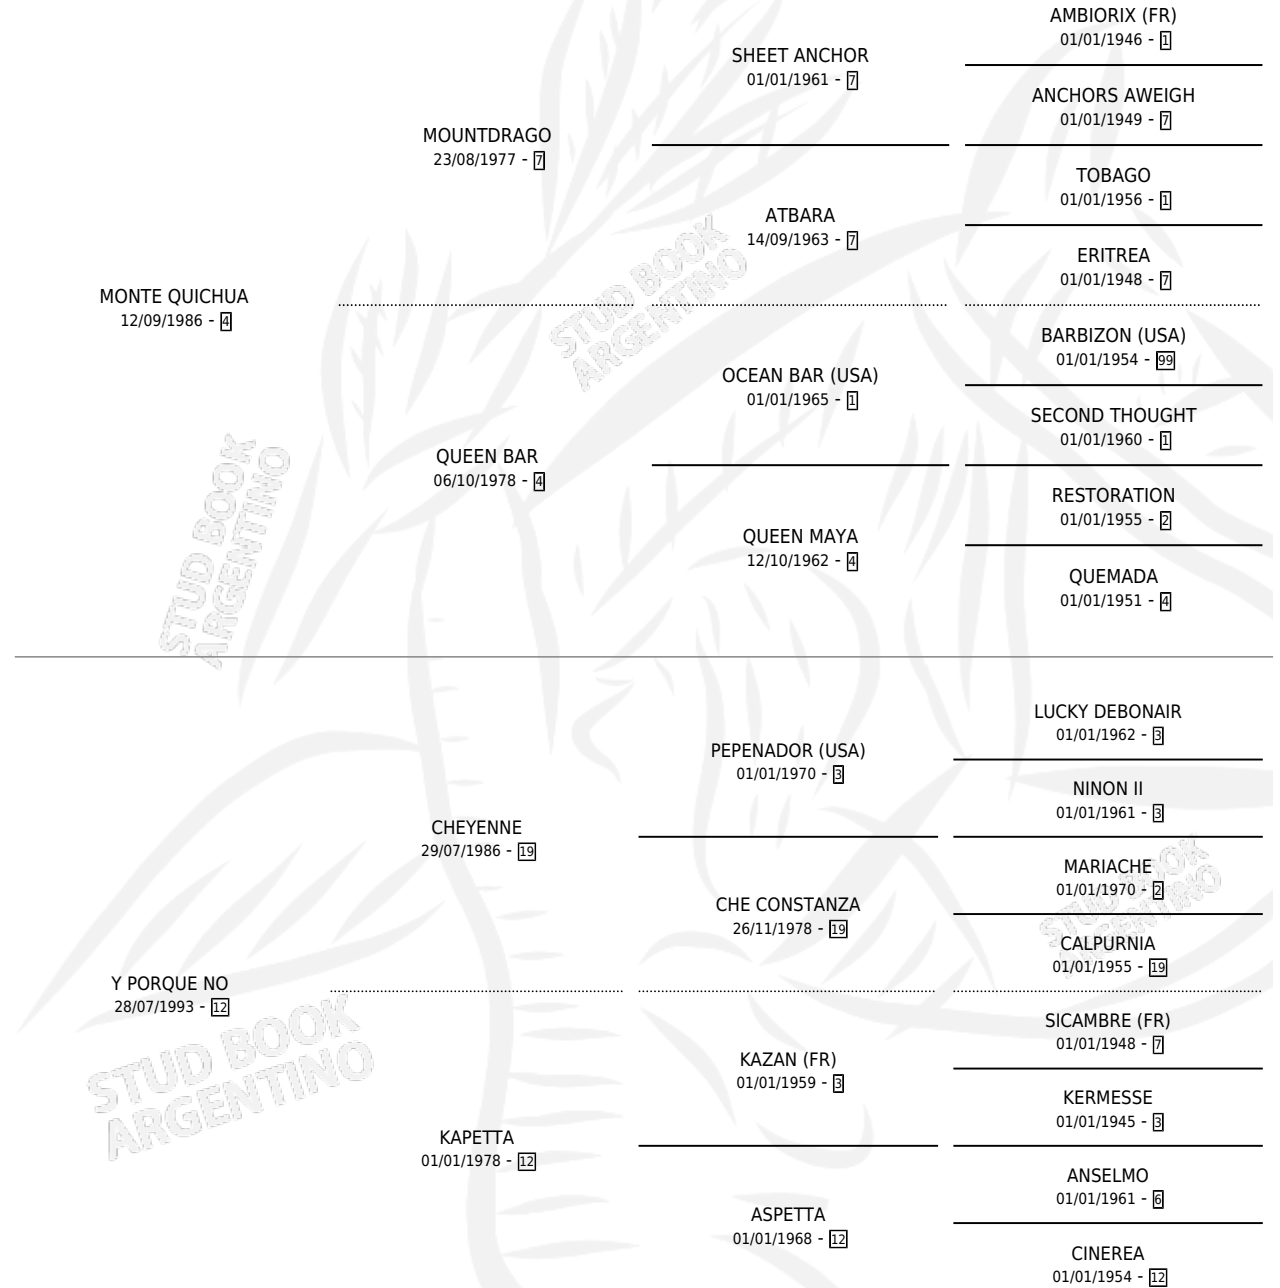 AMBIORIX (FR)
01/01/1946 - 1
SHEET ANCHOR
01/01/1961 - 7
ANCHORS AWEIGH
01/01/1949 - 7
MOUNTDRAGO
23/08/1977 - 7
TOBAGO
01/01/1956 - 1
ATBARA
14/09/1963 - 7
ERITREA
01/01/1948 - 7
MONTE QUICHUA
12/09/1986 - 4
STUD BOOK
ARGENTINO
BARBIZON (USA)
01/01/1954 - 99
OCEAN BAR (USA)
01/01/1965 - 1
SECOND THOUGHT
01/01/1960 - 1
QUEEN BAR
06/10/1978 - 4
RESTORATION
01/01/1955 - 2
QUEEN MAYA
12/10/1962 - 4
QUEMADA
01/01/1951 - 4
STUD BOOK
ARGENTINO
LUCKY DEBONAIR
01/01/1962 - 3
PEPENADOR (USA)
01/01/1970 - 3
NINON II
01/01/1961 - 3
CHEYENNE
29/07/1986 - 19
MARIACHE
01/01/1970 - 2
CHE CONSTANZA
26/11/1978 - 19
CALPURNIA
01/01/1955 - 19
STUD BOOK
ARGENTINO
Y PORQUE NO
28/07/1993 - 12
SICAMBRE (FR)
01/01/1948 - 7
KAZAN (FR)
01/01/1959 - 3
KERMESSE
01/01/1945 - 3
STUD BOOK
ARGENTINO
KAPETTA
01/01/1978 - 12
ANSELMO
01/01/1961 - 6
ASPETTA
01/01/1968 - 12
CINEREA
01/01/1954 - 12